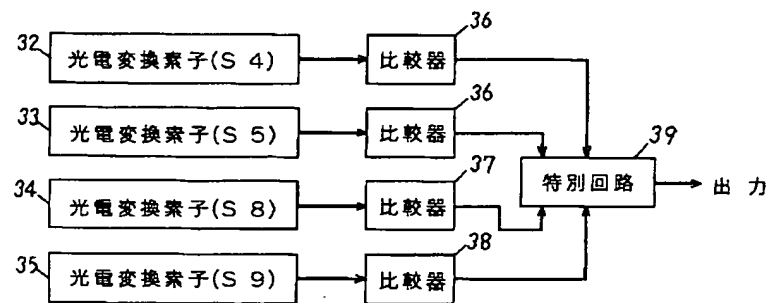 32 光電変換素子(S 4) 36 比較器
33 光電変換素子(S 5) 36 比較器
39 特別回路 出力
34 光電変換素子(S 8) 37 比較器
35 光電変換素子(S 9) 38 比較器